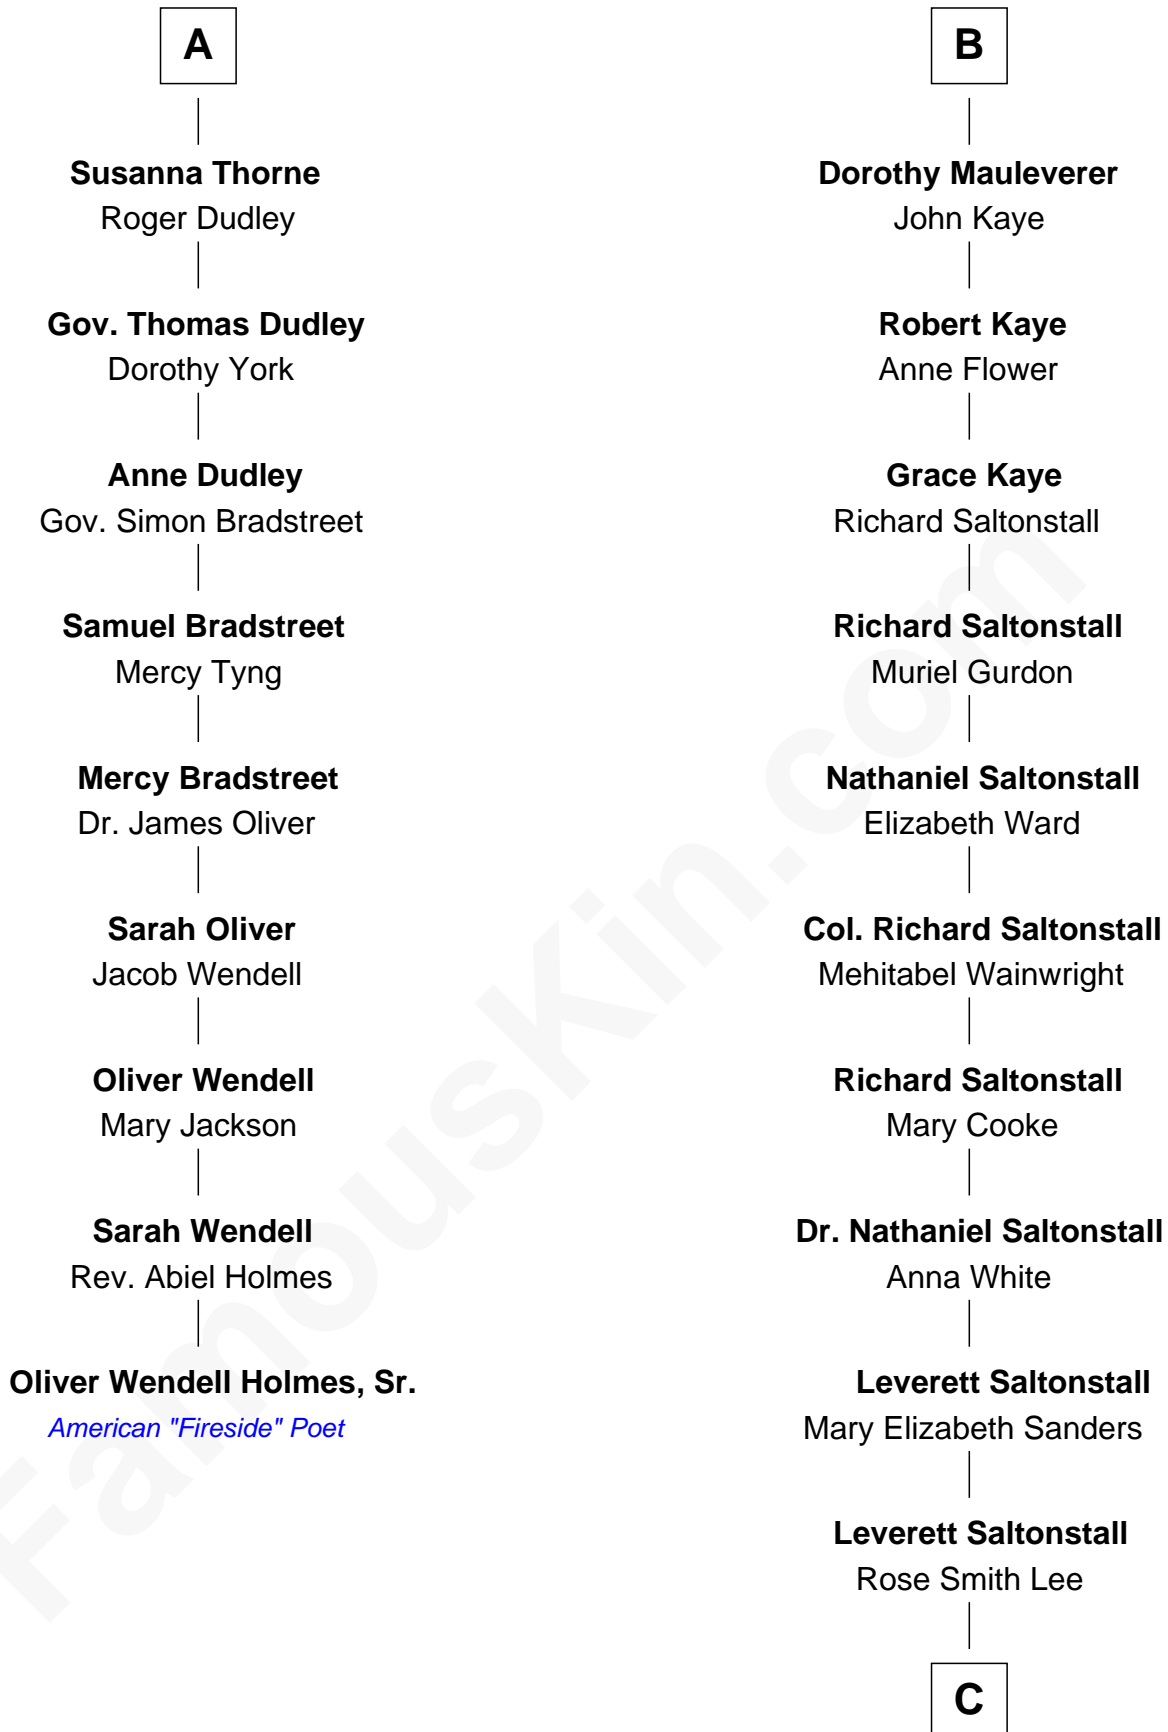 A
Susanna Thorne
Roger Dudley
Gov. Thomas Dudley
Dorothy York
Anne Dudley
Gov. Simon Bradstreet
Samuel Bradstreet
Mercy Tyng
Mercy Bradstreet
Dr. James Oliver
Sarah Oliver
Jacob Wendell
Oliver Wendell
Mary Jackson
Sarah Wendell
Rev. Abiel Holmes
Oliver Wendell Holmes, Sr.
American "Fireside" Poet
B
Dorothy Mauleverer
John Kaye
Robert Kaye
Anne Flower
Grace Kaye
Richard Saltonstall
Richard Saltonstall
Muriel Gurdon
Nathaniel Saltonstall
Elizabeth Ward
Col. Richard Saltonstall
Mehitabel Wainwright
Richard Saltonstall
Mary Cooke
Dr. Nathaniel Saltonstall
Anna White
Leverett Saltonstall
Mary Elizabeth Sanders
Leverett Saltonstall
Rose Smith Lee
C
FamousKin.com